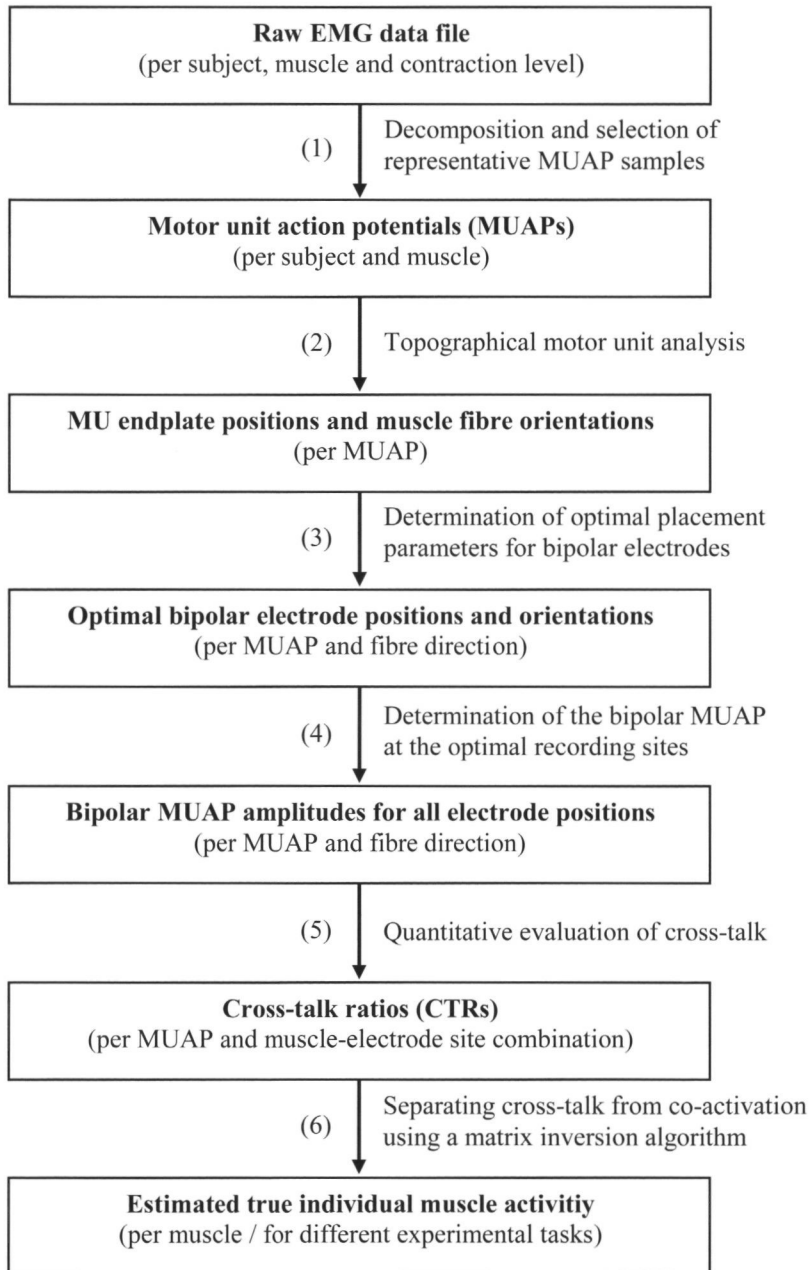 Raw EMG data file
(per subject, muscle and contraction level)
(1)
Decomposition and selection of
representative MUAP samples
Motor unit action potentials (MUAPs)
(per subject and muscle)
(2)
Topographical motor unit analysis
MU endplate positions and muscle fibre orientations
(per MUAP)
(3)
Determination of optimal placement
parameters for bipolar electrodes
Optimal bipolar electrode positions and orientations
(per MUAP and fibre direction)
(4)
Determination of the bipolar MUAP
at the optimal recording sites
Bipolar MUAP amplitudes for all electrode positions
(per MUAP and fibre direction)
(5)
Quantitative evaluation of cross-talk
Cross-talk ratios (CTRs)
(per MUAP and muscle-electrode site combination)
(6)
Separating cross-talk from co-activation
using a matrix inversion algorithm
Estimated true individual muscle activitiy
(per muscle / for different experimental tasks)